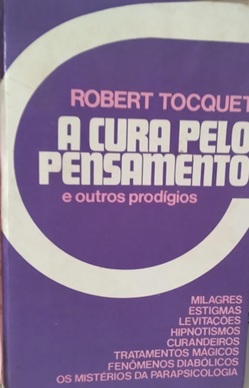 ROBERT TOCQUET
A CURA PELO
PENSAMENTO
e outros prodígios
MILAGRES
ESTIGMAS
LEVITAÇÕES
HIPNOTISMOS
CURANDEIROS
TRATAMENTOS MÁGICOS
FENÔMENOS DIABÓLICOS
OS MISTÉRIOS DA PARAPSICOLOGIA